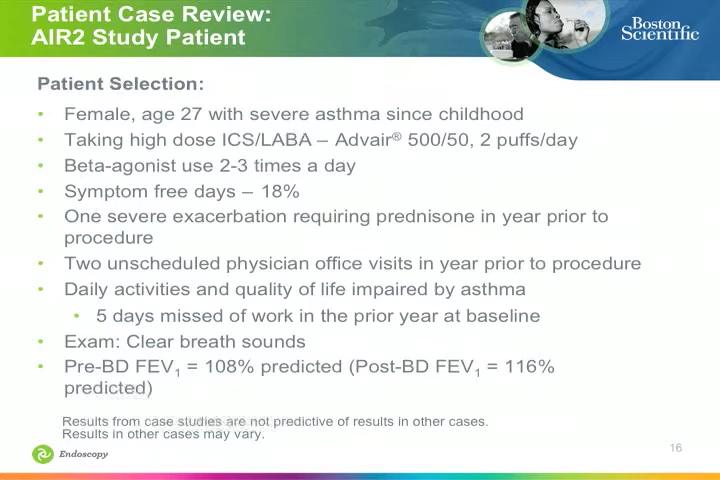 Patient Case Review:
AIR2 Study Patient
Boston
Scientific
Patient Selection:
• Female, age 27 with severe asthma since childhood
• Taking high dose ICS/LABA – Advair® 500/50, 2 puffs/day
• Beta-agonist use 2-3 times a day
• Symptom free days – 18%
• One severe exacerbation requiring prednisone in year prior to
procedure
• Two unscheduled physician office visits in year prior to procedure
• Daily activities and quality of life impaired by asthma
• 5 days missed of work in the prior year at baseline
• Exam: Clear breath sounds
• Pre-BD FEV₁ = 108% predicted (Post-BD FEV₁ = 116%
predicted)
Results from case studies are not predictive of results in other cases.
Results in other cases may vary.
Endoscopy
16